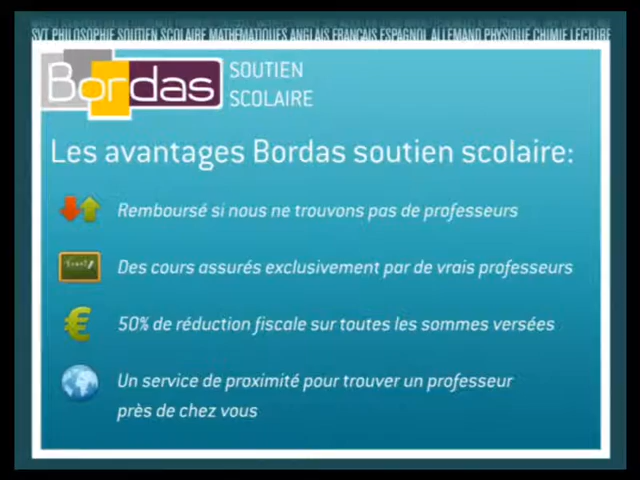 SVT PHILOSOPHIE SOUTIEN SCOLAIRE MATHÉMATIQUES ANGLAIS FRANÇAIS ESPAGNOL ALLEMAND PHYSIQUE CHIMIE LECTURE
Bordas
SOUTIEN
SCOLAIRE
Les avantages Bordas soutien scolaire:
Remboursé si nous ne trouvons pas de professeurs
Des cours assurés exclusivement par de vrais professeurs
50% de réduction fiscale sur toutes les sommes versées
Un service de proximité pour trouver un professeur
près de chez vous